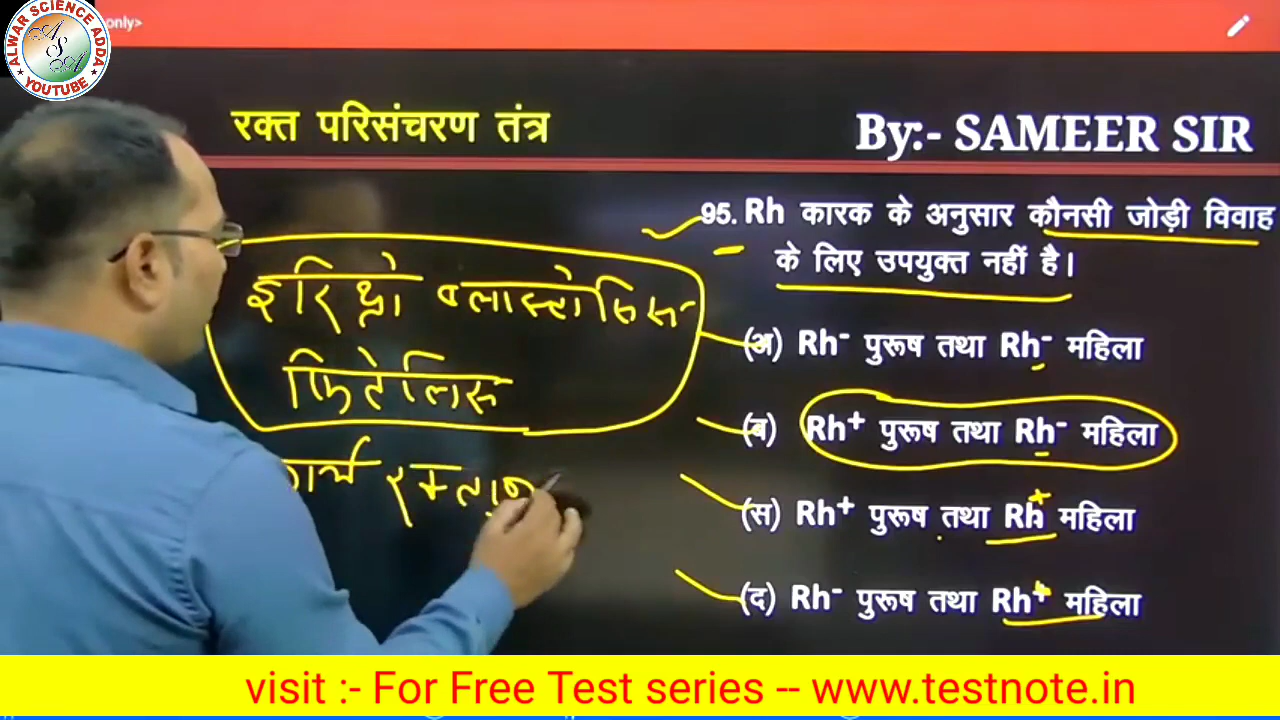 only>
ALWAR SCIENCE ADDA
ASA
YOUTUBE
रक्त परिसंचरण तंत्र
By:- SAMEER SIR
95. Rh कारक के अनुसार कौनसी जोड़ी विवाह
के लिए उपयुक्त नहीं है।
(अ) Rh- पुरूष तथा Rh- महिला
(ब) Rh+ पुरूष तथा Rh- महिला
(स) Rh+ पुरूष तथा Rh+ महिला
(द) Rh- पुरूष तथा Rh+ महिला
इरिथ्रो ब्लास्टोसिस
फिटेलिस
visit :- For Free Test series -- www.testnote.in